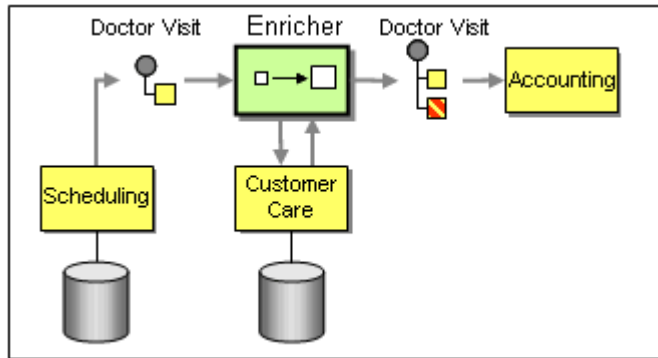 Doctor Visit
Enricher
Doctor Visit
Accounting
Scheduling
Customer
Care